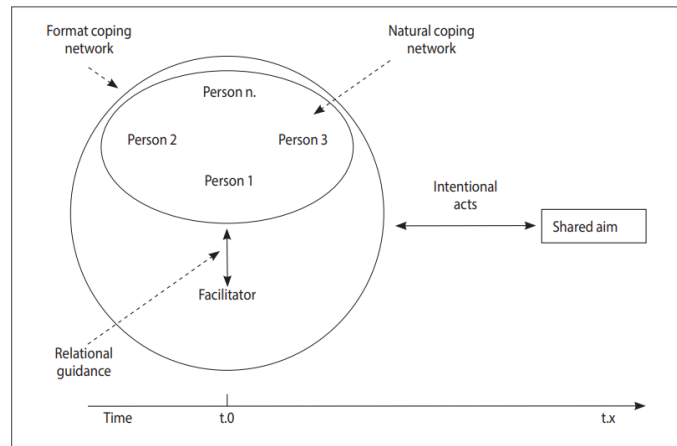 Format coping
network
Natural coping
network
Person n.
Person 2
Person 3
Person 1
Intentional
acts
Shared aim
Facilitator
Relational
guidance
Time
t.0
t.x